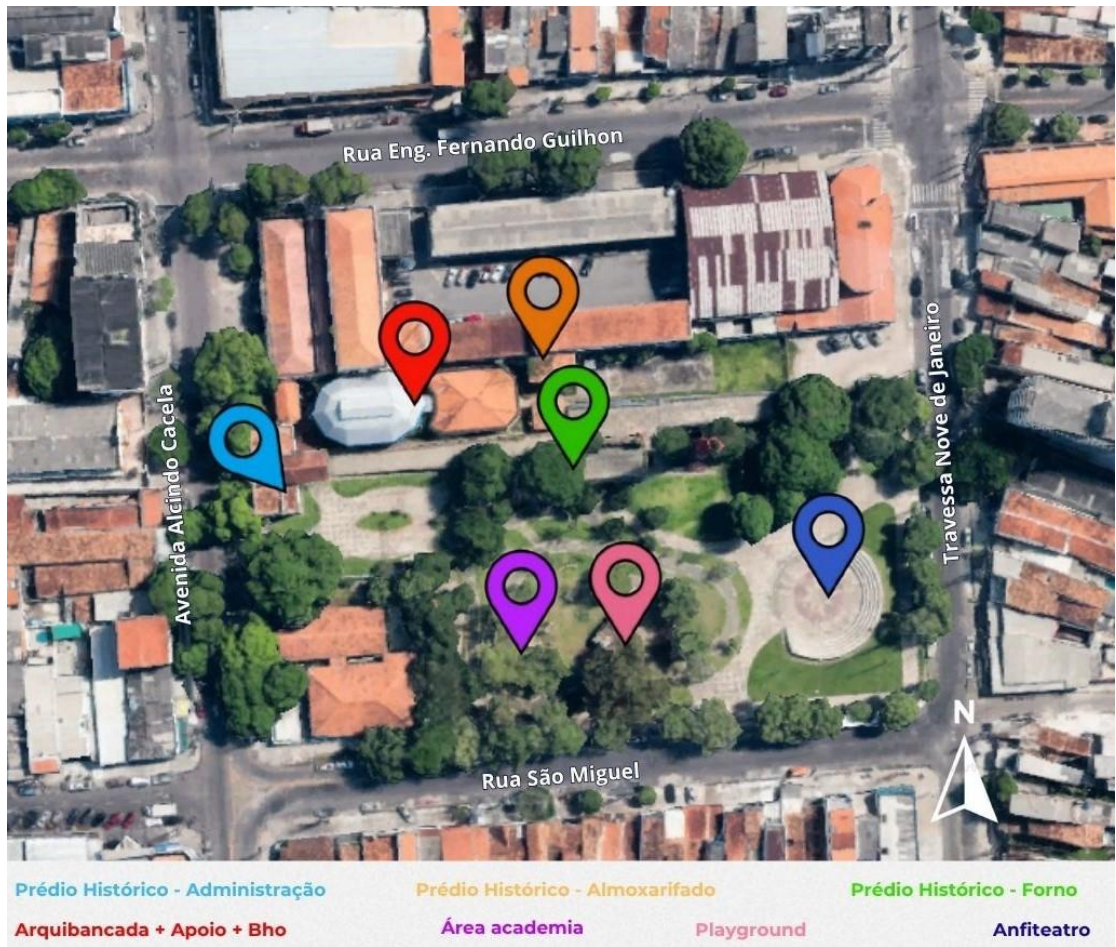 Rua Eng. Fernando Guilhon
Avenida Alcindo Cacela
Travessa Nove de Janeiro
Rua São Miguel
N
Prédio Histórico - Administração
Prédio Histórico - Almoxarifado
Prédio Histórico - Forno
Arquibancada + Apoio + Bho
Área academia
Playground
Anfiteatro